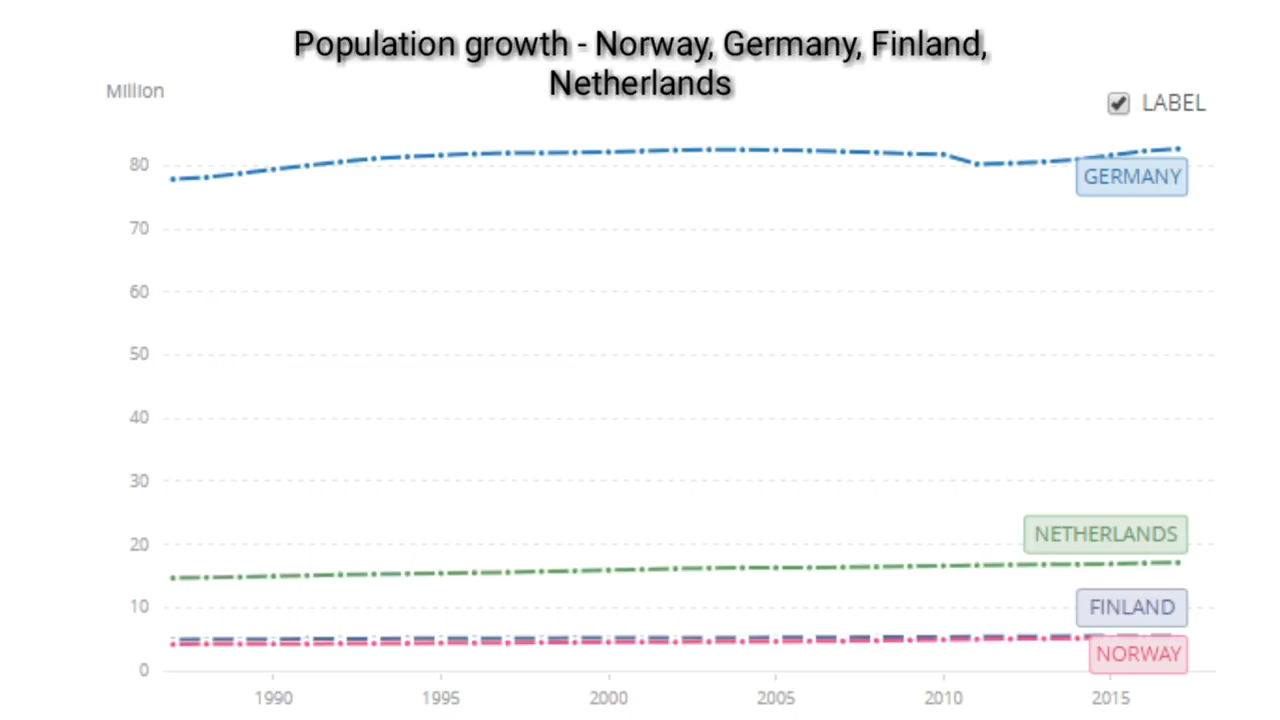 Population growth - Norway, Germany, Finland,
Netherlands
Million
LABEL
80
GERMANY
70
60
50
40
30
20
NETHERLANDS
10
FINLAND
NORWAY
0
1990 1995 2000 2005 2010 2015